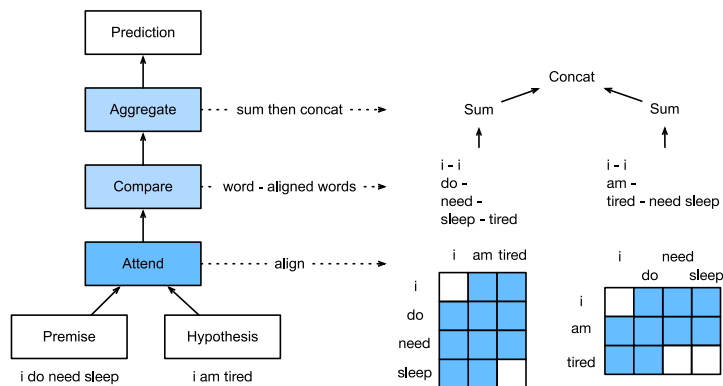 Prediction
Aggregate
sum then concat
Compare
word - aligned words
Attend
align
Premise
Hypothesis
i do need sleep
i am tired
Concat
Sum
Sum
i - i
do -
need -
sleep - tired
i - i
am -
tired - need sleep
i am tired
i
do
need
sleep
i need
do sleep
i
am
tired